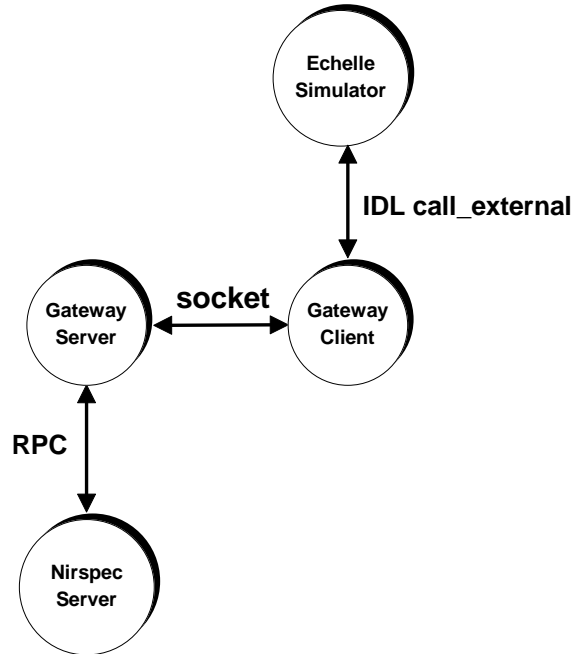 Echelle
Simulator
IDL call_external
socket
Gateway
Server
Gateway
Client
RPC
Nirspec
Server